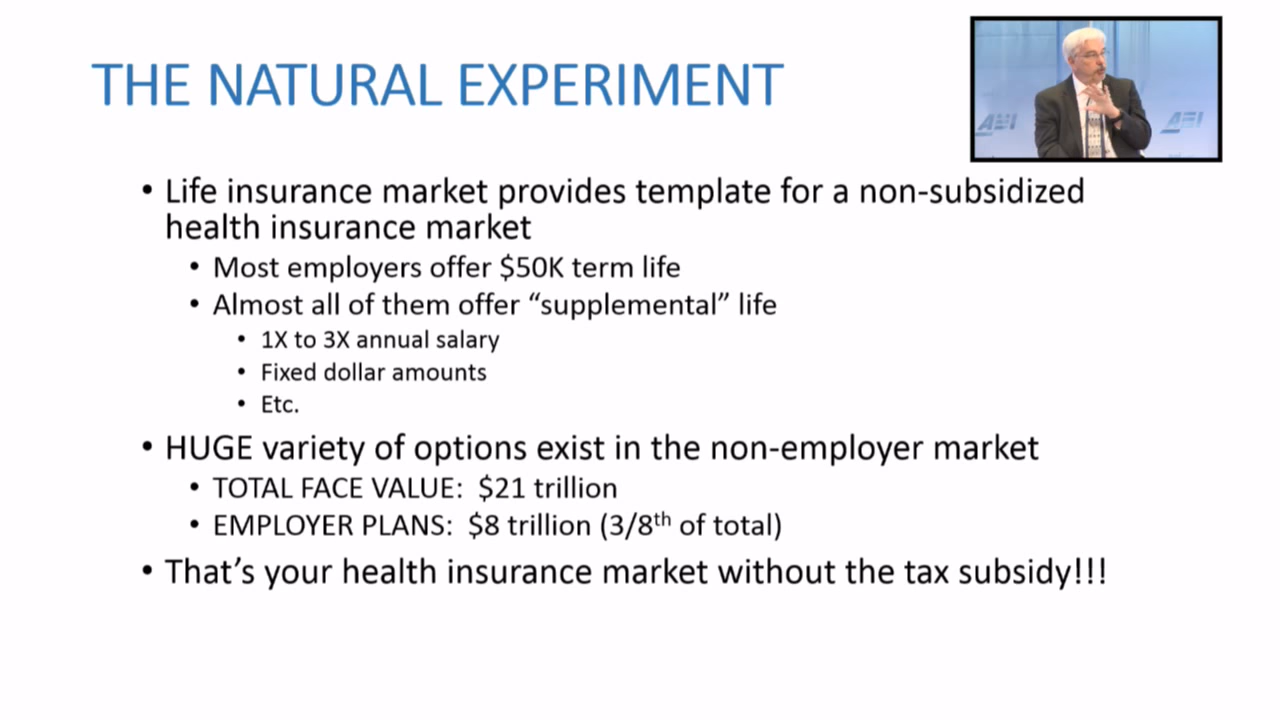 THE NATURAL EXPERIMENT
AEI
AEI
• Life insurance market provides template for a non-subsidized
health insurance market
• Most employers offer $50K term life
• Almost all of them offer “supplemental” life
• 1X to 3X annual salary
• Fixed dollar amounts
• Etc.
• HUGE variety of options exist in the non-employer market
• TOTAL FACE VALUE:  $21 trillion
• EMPLOYER PLANS:  $8 trillion (3/8th of total)
• That’s your health insurance market without the tax subsidy!!!